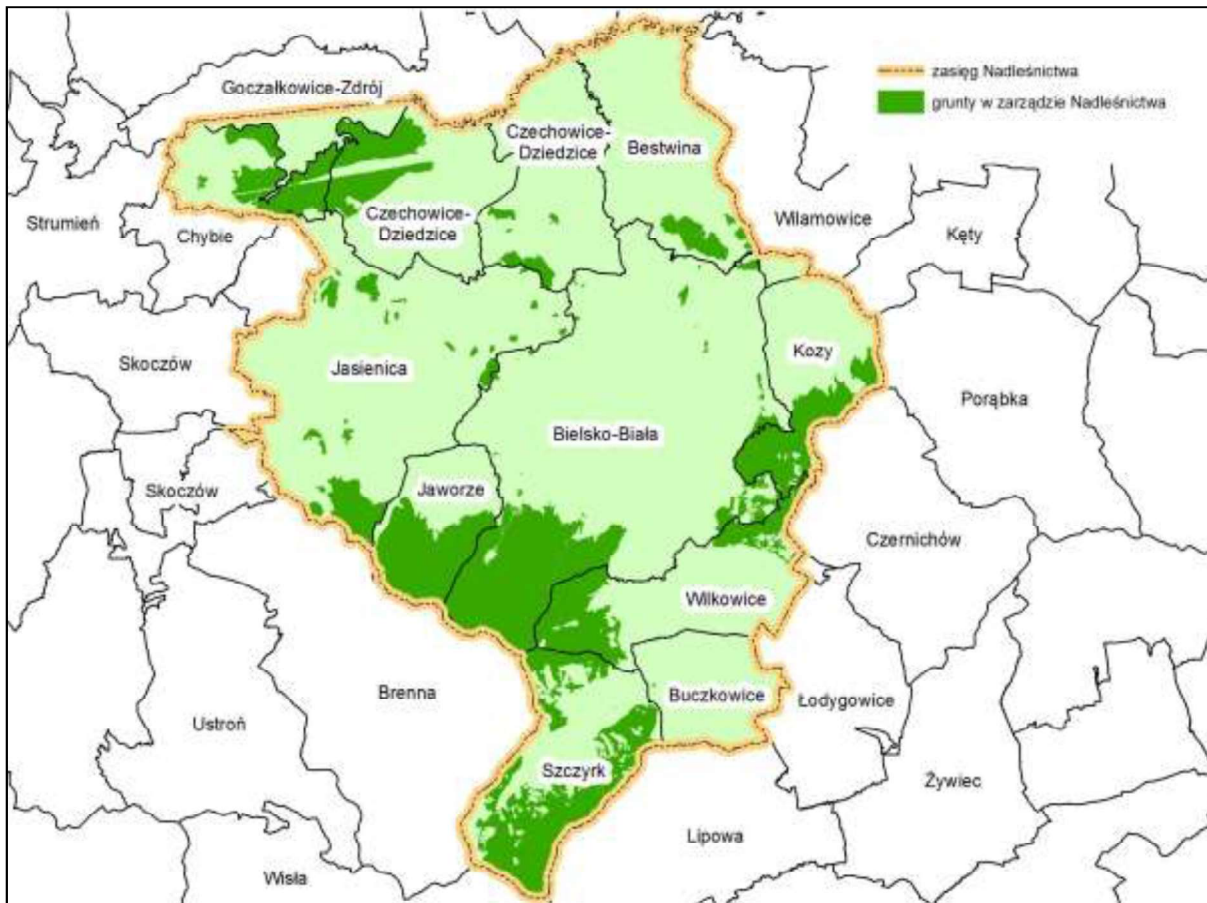 zasięg Nadleśnictwa
grunty w zarządzie Nadleśnictwa
Goczałkowice-Zdrój
Czechowice-
Dziedzice
Bestwina
Strumień
Chybie
Czechowice-
Dziedzice
Wilamowice
Kęty
Skoczów
Jasienica
Kozy
Porąbka
Bielsko-Biała
Skoczów
Jaworze
Czernichów
Wilkowice
Brenna
Buczkowice
Łodygowice
Ustroń
Szczyrk
Żywiec
Lipowa
Wisła